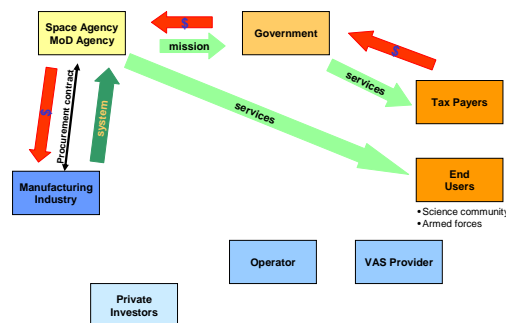 Space Agency
MoD Agency
$
Government
mission
$
services
Tax Payers
$
Procurement contract
system
services
Manufacturing
Industry
End
Users
• Science community
• Armed forces
Operator
VAS Provider
Private
Investors